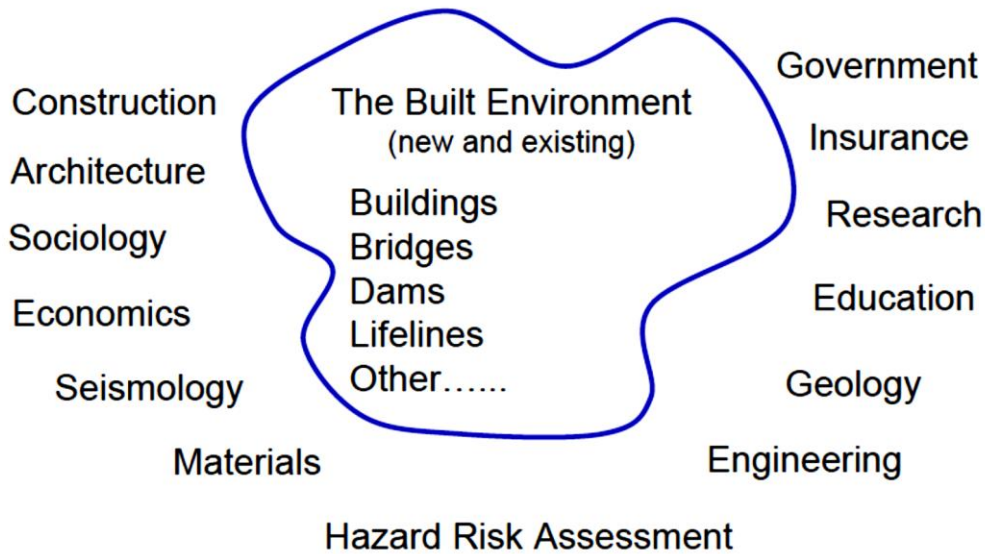 Construction
Architecture
Sociology
Economics
Seismology
Materials
The Built Environment
(new and existing)
Buildings
Bridges
Dams
Lifelines
Other…...
Government
Insurance
Research
Education
Geology
Engineering
Hazard Risk Assessment